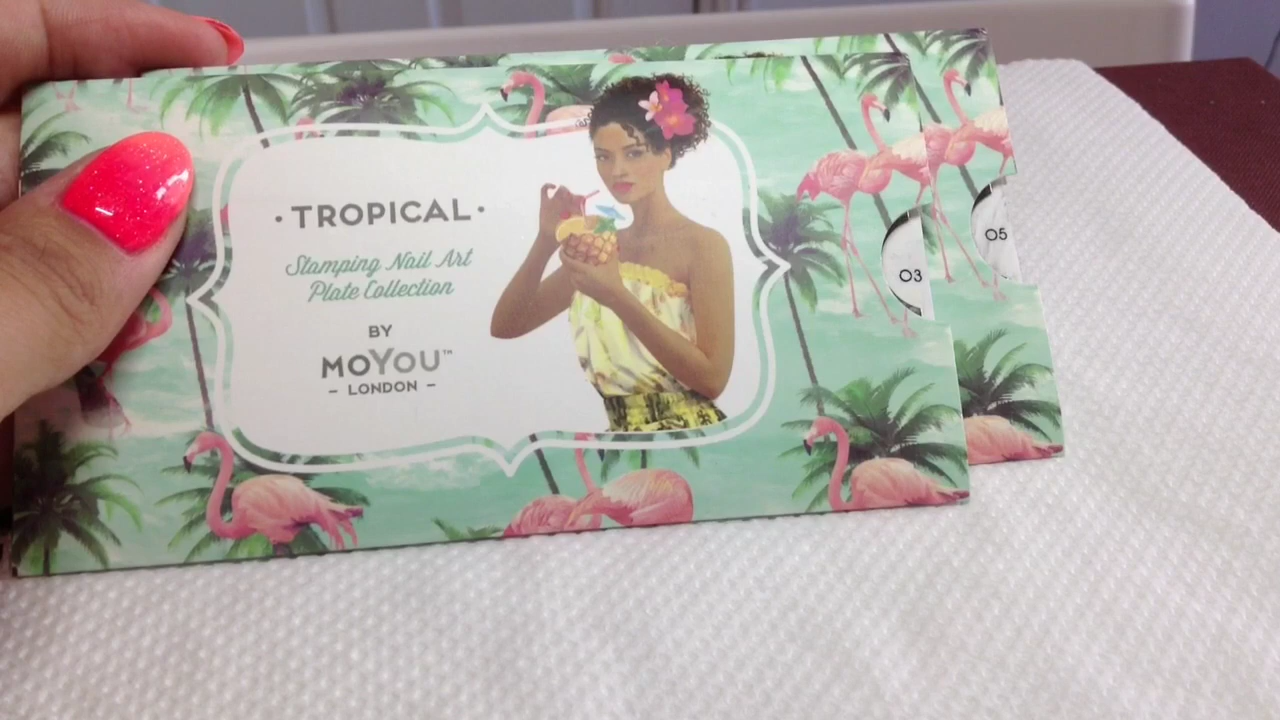 • TROPICAL •
Stamping Nail Art
Plate Collection
BY
MOYOU™
– LONDON –
03
05